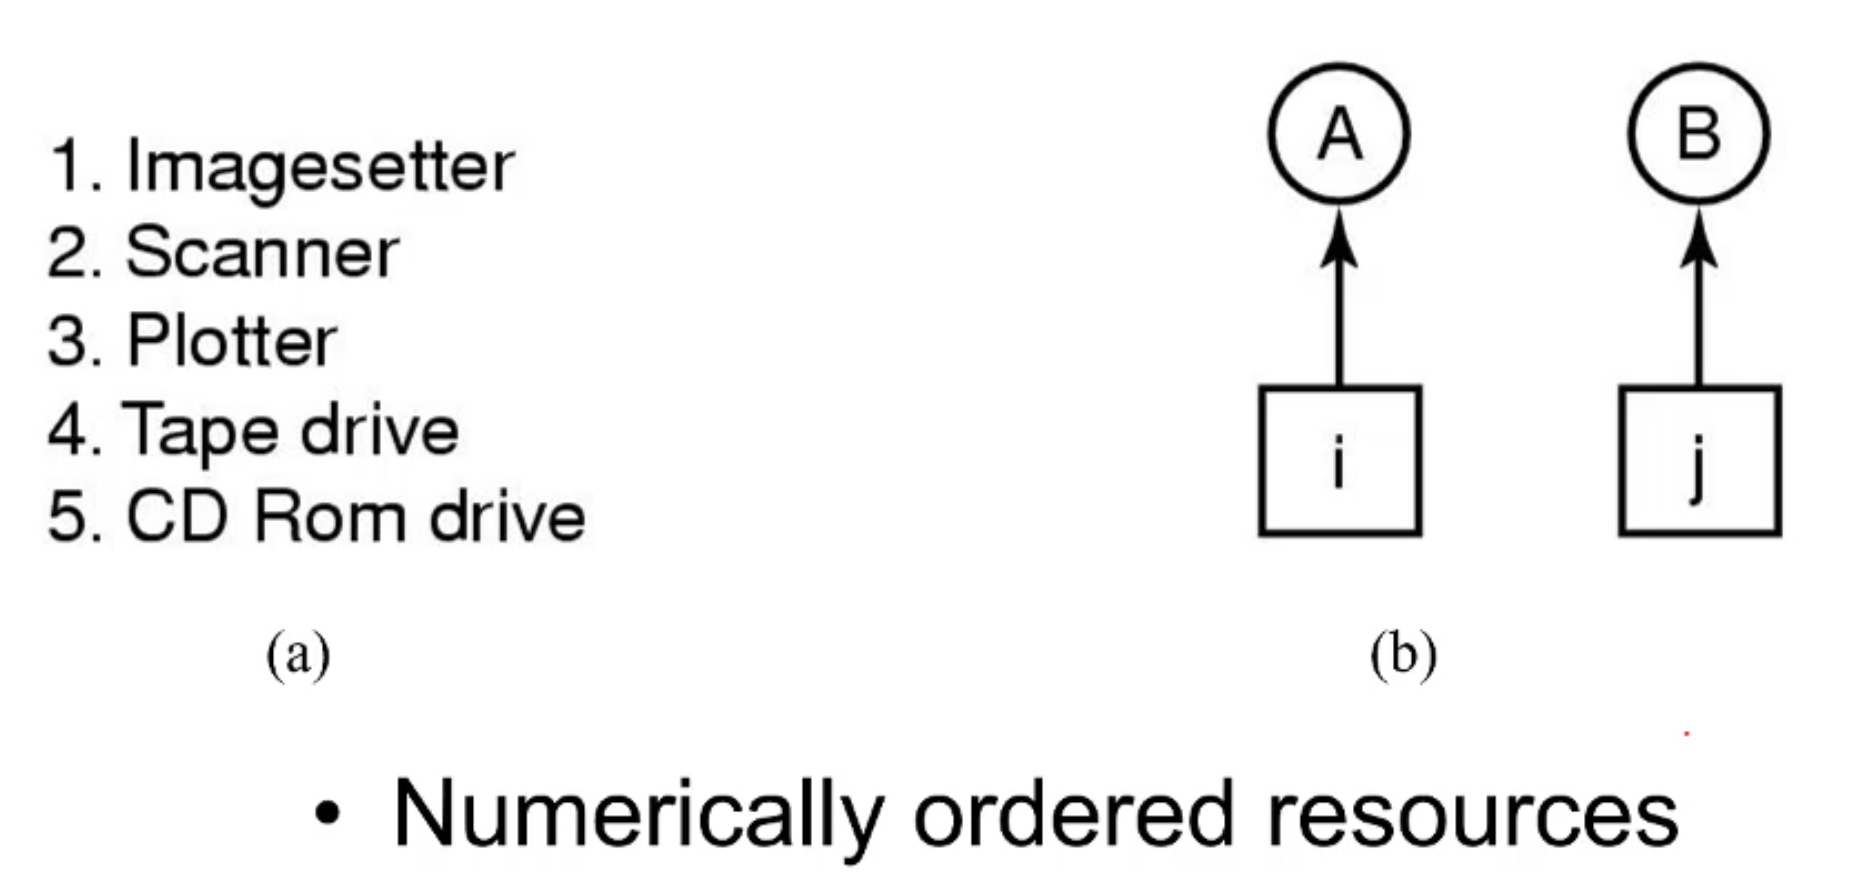 1. Imagesetter
2. Scanner
3. Plotter
4. Tape drive
5. CD Rom drive
(a)
A
B
i
j
(b)
• Numerically ordered resources